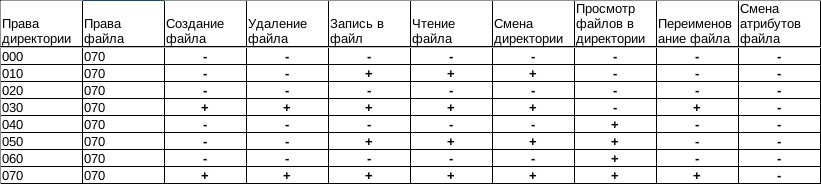 Права директории | Права файла | Создание файла | Удаление файла | Запись в файл | Чтение файла | Смена директории | Просмотр файлов в директории | Переименование файла | Смена атрибутов файла
000 | 070 | - | - | - | - | - | - | - | -
010 | 070 | - | - | + | + | + | - | - | -
020 | 070 | - | - | - | - | - | - | - | -
030 | 070 | + | + | + | + | + | - | + | -
040 | 070 | - | - | - | - | - | + | - | -
050 | 070 | - | - | + | + | + | + | - | -
060 | 070 | - | - | - | - | - | + | - | -
070 | 070 | + | + | + | + | + | + | + | -